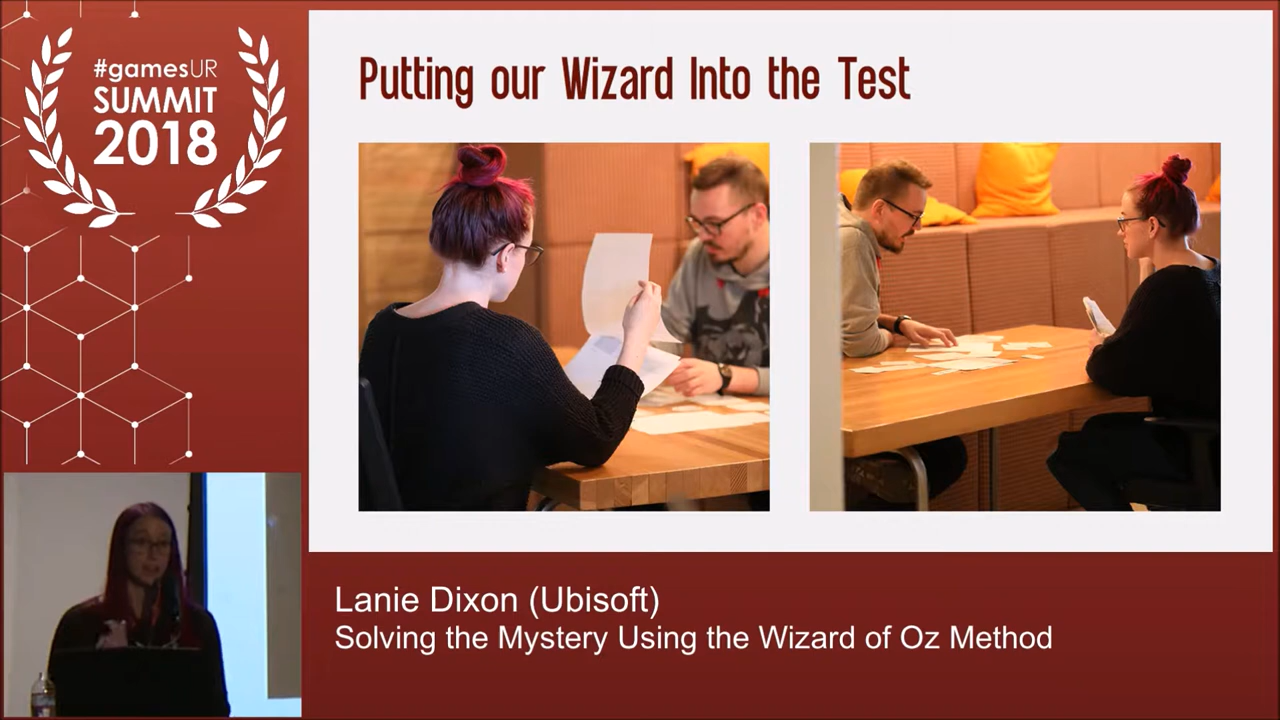 #gamesUR
SUMMIT
2018
Putting our Wizard Into the Test
Lanie Dixon (Ubisoft)
Solving the Mystery Using the Wizard of Oz Method